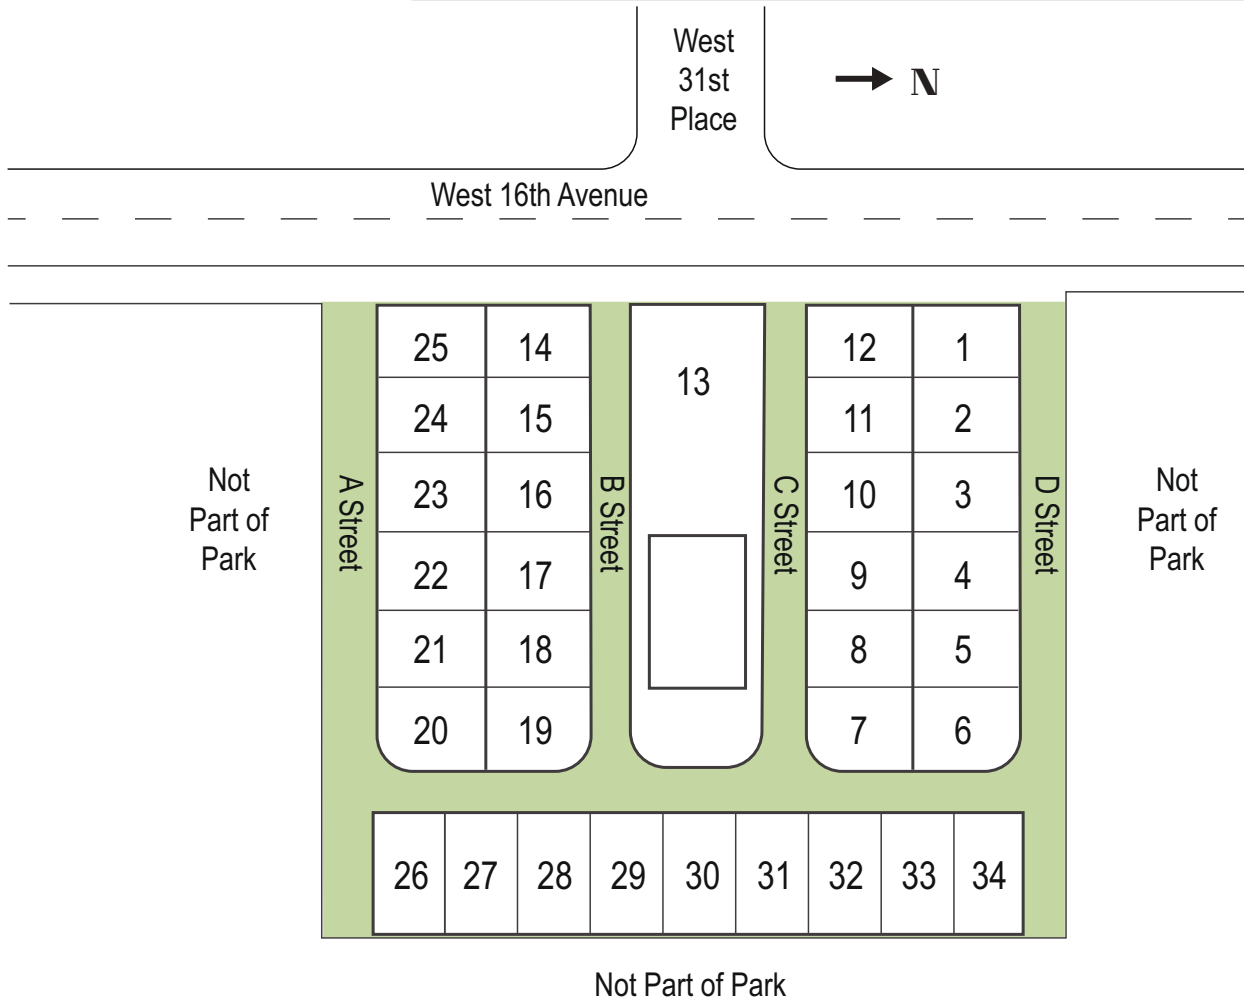 West
31st
Place
N
West 16th Avenue
25 14 13 12 1
24 15 11 2
23 16 10 3
22 17 9 4
21 18 8 5
20 19 7 6
Not
Part of
Park
A Street
B Street
C Street
D Street
Not
Part of
Park
26 27 28 29 30 31 32 33 34
Not Part of Park